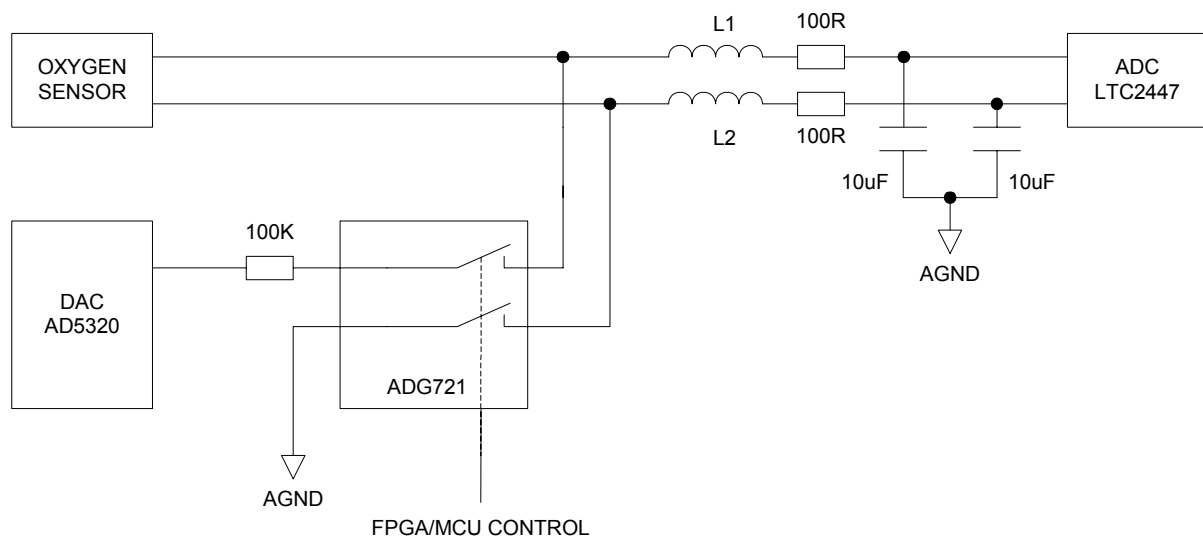 L1
100R
OXYGEN
SENSOR
ADC
LTC2447
L2
100R
10uF
10uF
100K
AGND
DAC
AD5320
ADG721
AGND
FPGA/MCU CONTROL